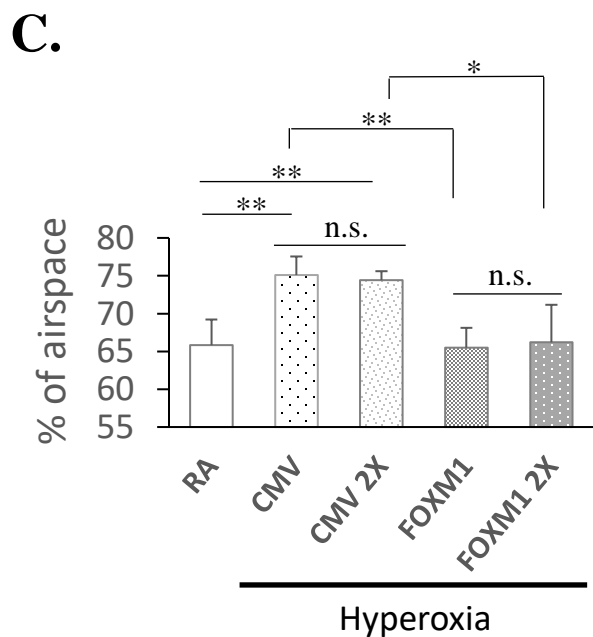 C.
*
**
**
**
n.s.
n.s.
% of airspace
80
75
70
65
60
55
RA
CMV
CMV 2X
FOXM1
FOXM1 2X
Hyperoxia